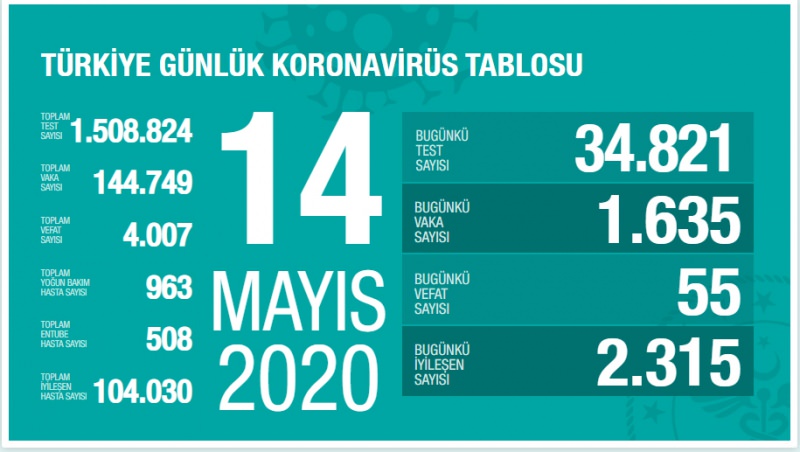 TÜRKİYE GÜNLÜK KORONAVİRÜS TABLOSU
TOPLAM
TEST
SAYISI 1.508.824
TOPLAM
VAKA
SAYISI 144.749
TOPLAM
VEFAT
SAYISI 4.007
TOPLAM
YOĞUN BAKIM
HASTA SAYISI 963
TOPLAM
ENTUBE
HASTA SAYISI 508
TOPLAM
İYİLEŞEN
HASTA SAYISI 104.030
14
MAYIS
2020
BUGÜNKÜ
TEST
SAYISI 34.821
BUGÜNKÜ
VAKA
SAYISI 1.635
BUGÜNKÜ
VEFAT
SAYISI 55
BUGÜNKÜ
İYİLEŞEN
SAYISI 2.315